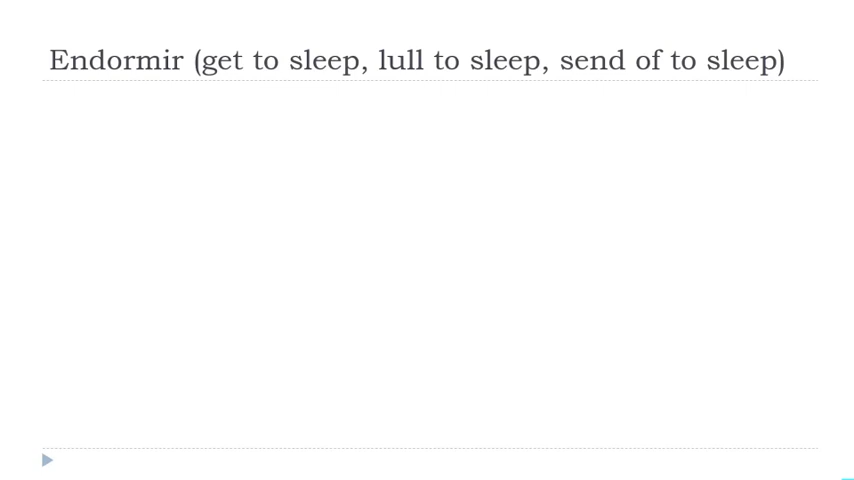 Endormir (get to sleep, lull to sleep, send of to sleep)